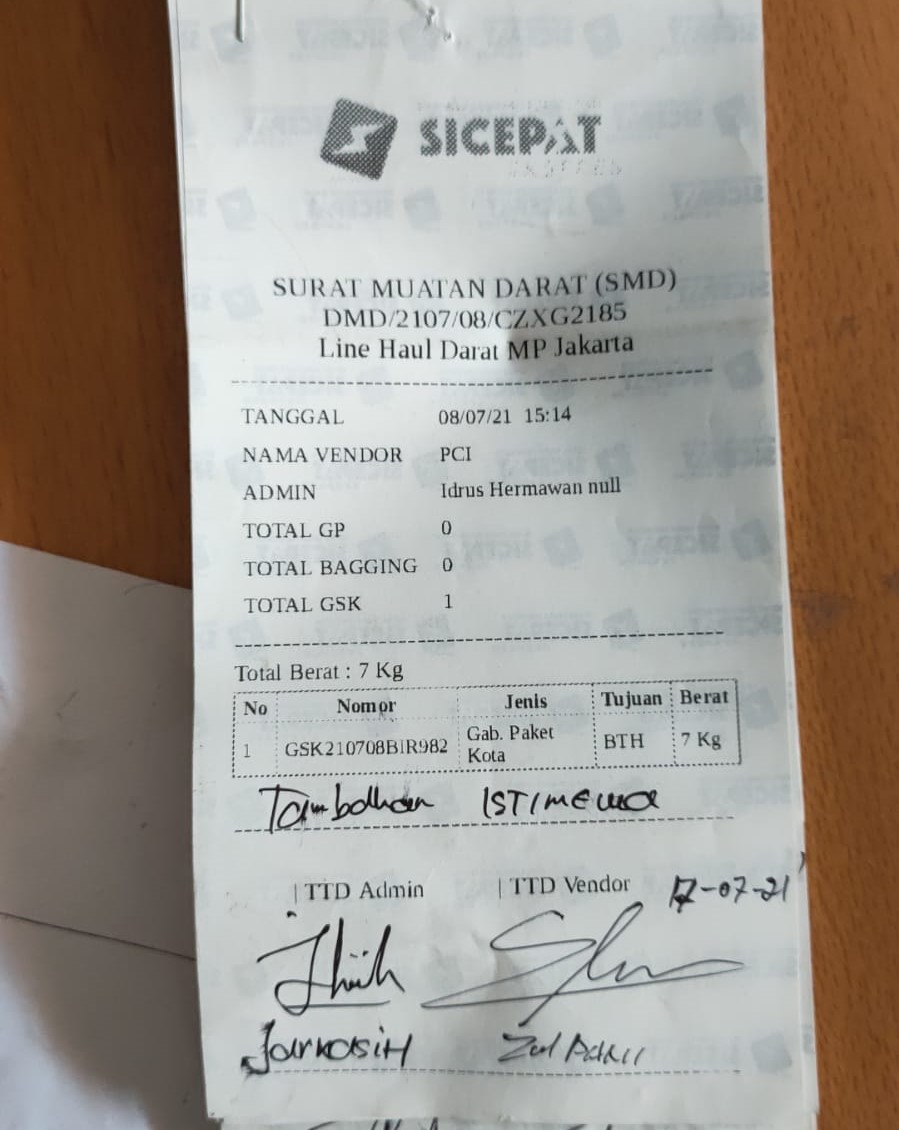 SICEPAT
EKSPRES
SURAT MUATAN DARAT (SMD)
DMD/2107/08/CZXG2185
Line Haul Darat MP Jakarta
TANGGAL 08/07/21 15:14
NAMA VENDOR PCI
ADMIN Idrus Hermawan null
TOTAL GP 0
TOTAL BAGGING 0
TOTAL GSK 1
Total Berat : 7 Kg
No Nomor Jenis Tujuan Berat
1 GSK210708BIR982 Gab. Paket Kota BTH 7 Kg
Tambahan ISTIMEWA
| TTD Admin | TTD Vendor 12-07-21
Jarkasih